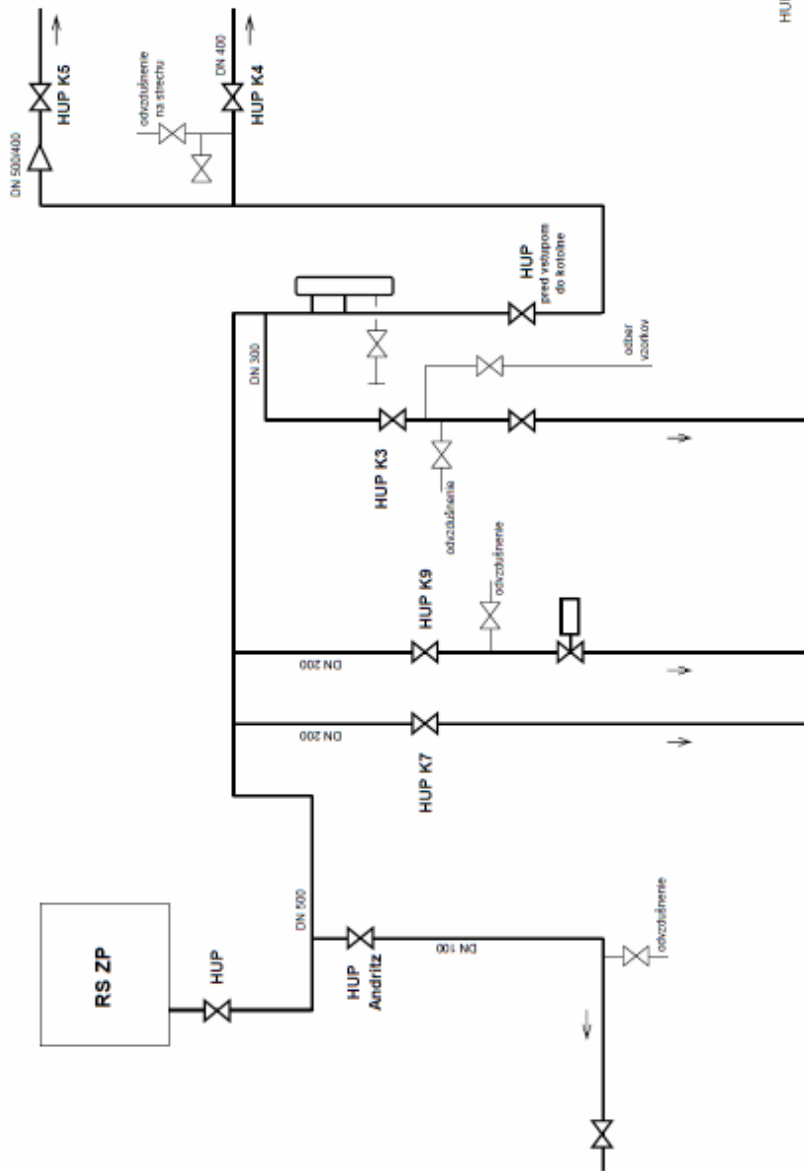 DN 500/400
HUP K5
odvzdušnenie
na strechu
DN 400
HUP K4
HUP
pred vstupom
do kotolne
DN 300
HUP K3
odvzdušnenie
odber
vzorkov
DN 200
HUP K9
odvzdušnenie
DN 200
HUP K7
RS ZP
HUP
DN 500
HUP
Andritz
DN 100
odvzdušnenie